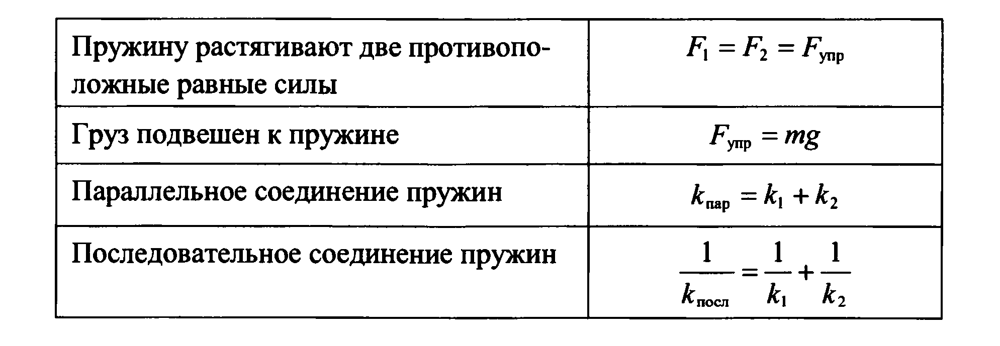 Пружину растягивают две противопо-
ложные равные силы
F₁ = F₂ = Fупр
Груз подвешен к пружине
Fупр = mg
Параллельное соединение пружин
kпар = k₁ + k₂
Последовательное соединение пружин
1/kпосл = 1/k₁ + 1/k₂